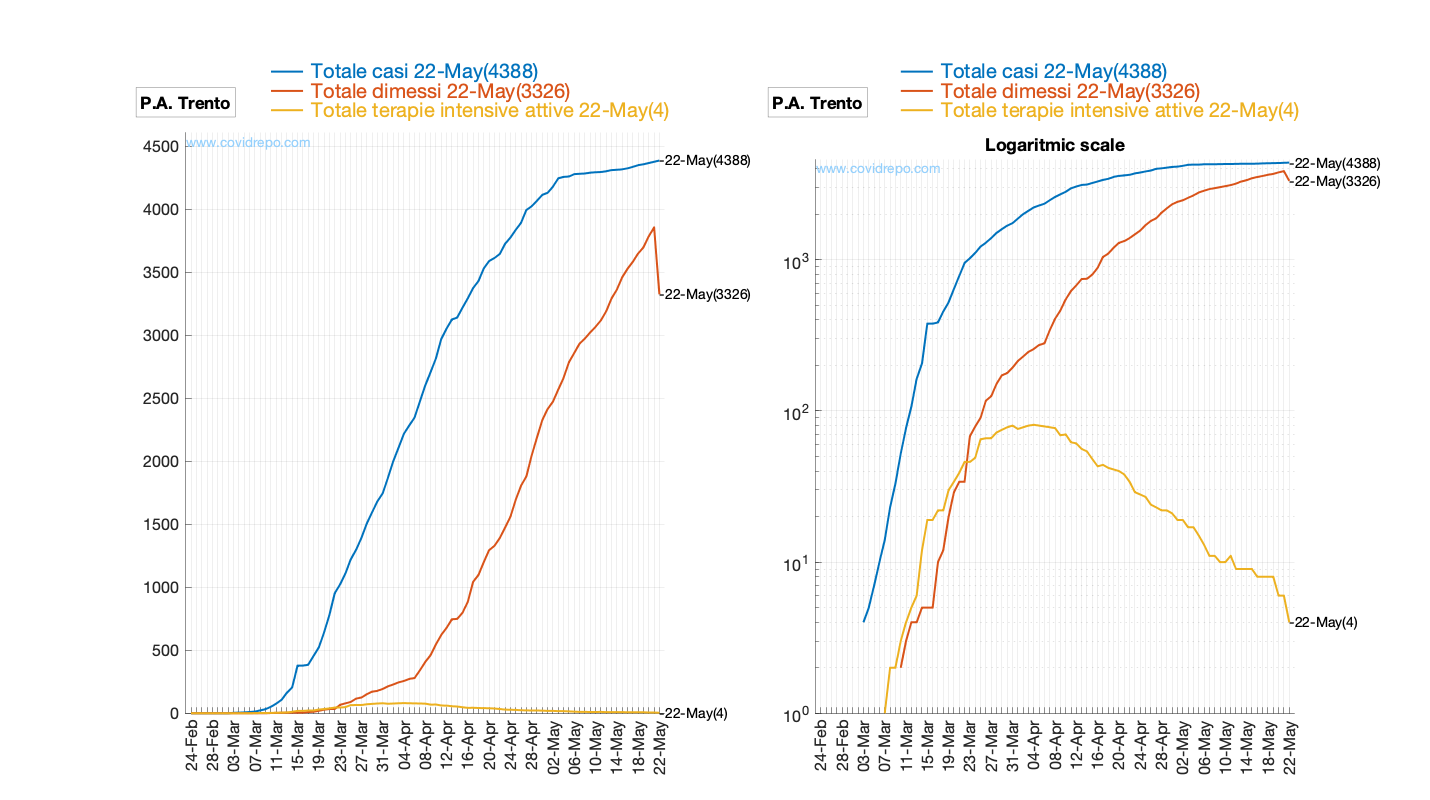 Totale casi 22-May(4388)
Totale dimessi 22-May(3326)
Totale terapie intensive attive 22-May(4)
P.A. Trento
www.covidrepo.com
4500
4000
3500
3000
2500
2000
1500
1000
500
0
22-May(4388)
22-May(3326)
22-May(4)
24-Feb
28-Feb
03-Mar
07-Mar
11-Mar
15-Mar
19-Mar
23-Mar
27-Mar
31-Mar
04-Apr
08-Apr
12-Apr
16-Apr
20-Apr
24-Apr
28-Apr
02-May
06-May
10-May
14-May
18-May
22-May
Totale casi 22-May(4388)
Totale dimessi 22-May(3326)
Totale terapie intensive attive 22-May(4)
P.A. Trento
Logaritmic scale
www.covidrepo.com
10³
10²
10¹
10⁰
22-May(4388)
22-May(3326)
22-May(4)
24-Feb
28-Feb
03-Mar
07-Mar
11-Mar
15-Mar
19-Mar
23-Mar
27-Mar
31-Mar
04-Apr
08-Apr
12-Apr
16-Apr
20-Apr
24-Apr
28-Apr
02-May
06-May
10-May
14-May
18-May
22-May